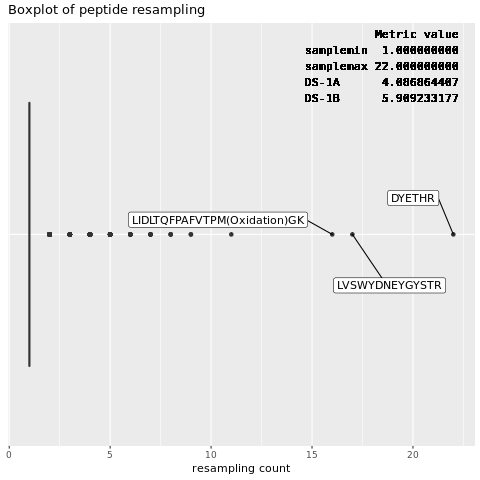 Boxplot of peptide resampling
Metric value
samplemin 1.000000000
samplemax 22.000000000
DS-1A 4.086864407
DS-1B 5.909233177
DYETHR
LIDLTQFPAFVTPM(Oxidation)GK
LVSWYDNEYGYSTR
0 5 10 15 20
resampling count